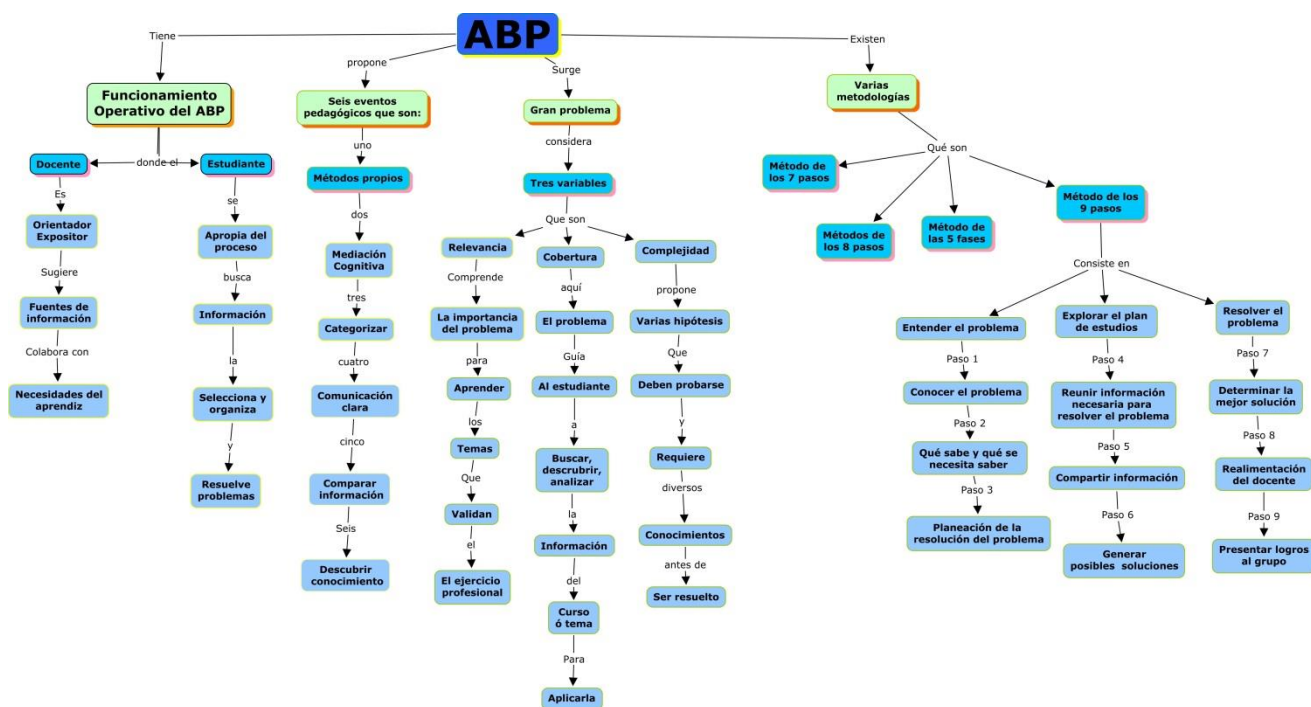 ABP
Tiene
Funcionamiento
Operativo del ABP
donde el
Docente
Es
Orientador
Expositor
Sugiere
Fuentes de
información
Colabora con
Necesidades del
aprendiz
Estudiante
se
Apropia del
proceso
busca
Información
la
Selecciona y
organiza
y
Resuelve
problemas
propone
Seis eventos
pedagógicos que son:
uno
Métodos propios
dos
Mediación
Cognitiva
tres
Categorizar
cuatro
Comunicación
clara
cinco
Comparar
información
Seis
Descubrir
conocimiento
Surge
Gran problema
considera
Tres variables
Que son
Relevancia
Comprende
La importancia
del problema
para
Aprender
los
Temas
Que
Validan
el
El ejercicio
profesional
Cobertura
aquí
El problema
Guía
Al estudiante
a
Buscar,
descrubrir,
analizar
la
Información
del
Curso
ó tema
Para
Aplicarla
Complejidad
propone
Varias hipótesis
Que
Deben probarse
y
Requiere
diversos
Conocimientos
antes de
Ser resuelto
Existen
Varias
metodologías
Qué son
Método de
los 7 pasos
Métodos de
los 8 pasos
Método de
las 5 fases
Método de los
9 pasos
Consiste en
Entender el problema
Paso 1
Conocer el problema
Paso 2
Qué sabe y qué se
necesita saber
Paso 3
Planeación de la
resolución del problema
Explorar el plan
de estudios
Paso 4
Reunir información
necesaria para
resolver el problema
Paso 5
Compartir información
Paso 6
Generar
posibles soluciones
Resolver el
problema
Paso 7
Determinar la
mejor solución
Paso 8
Realimentación
del docente
Paso 9
Presentar logros
al grupo